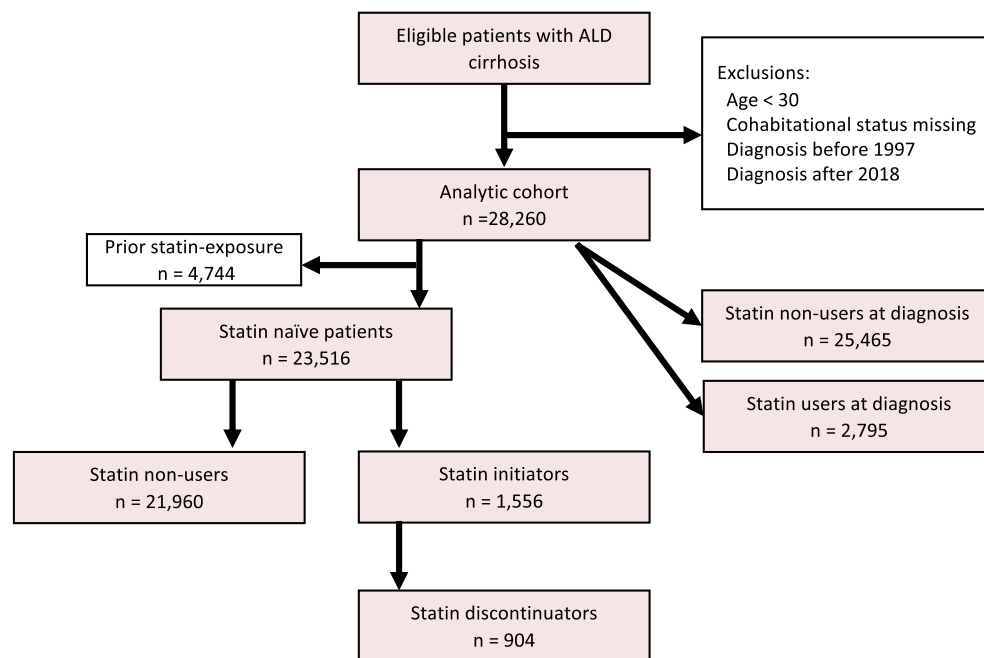 Eligible patients with ALD
cirrhosis
Exclusions:
Age < 30
Cohabitational status missing
Diagnosis before 1997
Diagnosis after 2018
Analytic cohort
n =28,260
Prior statin-exposure
n = 4,744
Statin naïve patients
n = 23,516
Statin non-users at diagnosis
n = 25,465
Statin users at diagnosis
n = 2,795
Statin non-users
n = 21,960
Statin initiators
n = 1,556
Statin discontinuators
n = 904